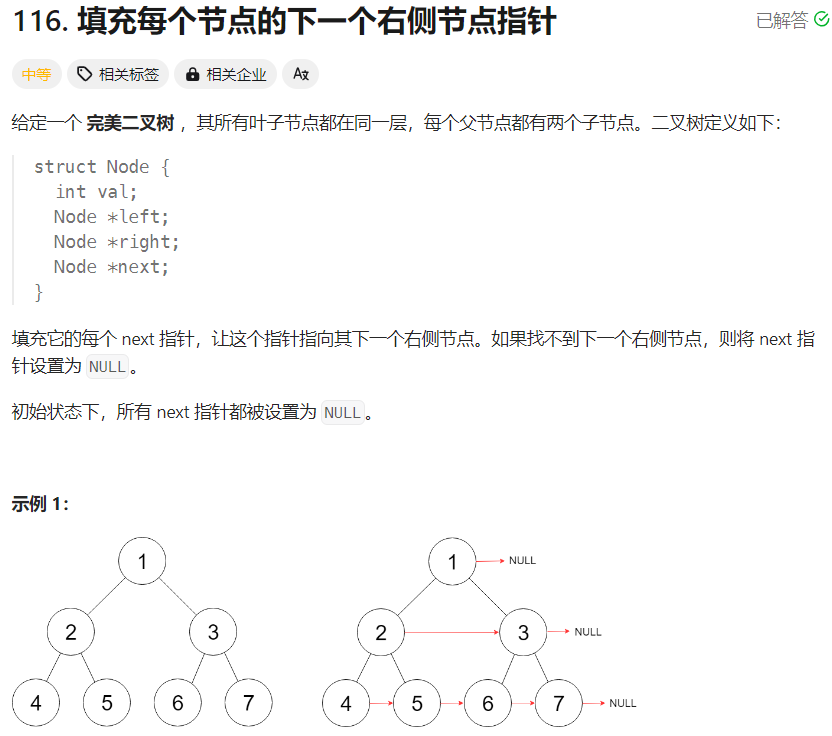 116. 填充每个节点的下一个右侧节点指针
已解答
中等 相关标签 相关企业 Ax
给定一个 完美二叉树 ，其所有叶子节点都在同一层，每个父节点都有两个子节点。二叉树定义如下：
struct Node {
  int val;
  Node *left;
  Node *right;
  Node *next;
}
填充它的每个 next 指针，让这个指针指向其下一个右侧节点。如果找不到下一个右侧节点，则将 next 指
针设置为 NULL。
初始状态下，所有 next 指针都被设置为 NULL。
示例 1：
1 1 NULL
2 3 2 3 NULL
4 5 6 7 4 5 6 7 NULL